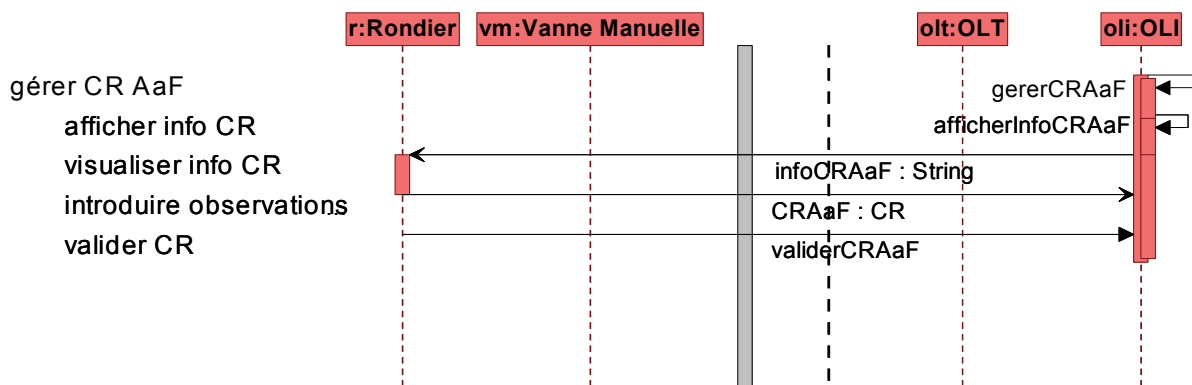 r:Rondier vm:Vanne Manuelle olt:OLT oli:OLI
gérer CR AaF
gererCRAaF
afficher info CR
afficherInfoCRAaF
visualiser info CR
infoCRAaF : String
introduire observations...
CRAaF : CR
valider CR
validerCRAaF